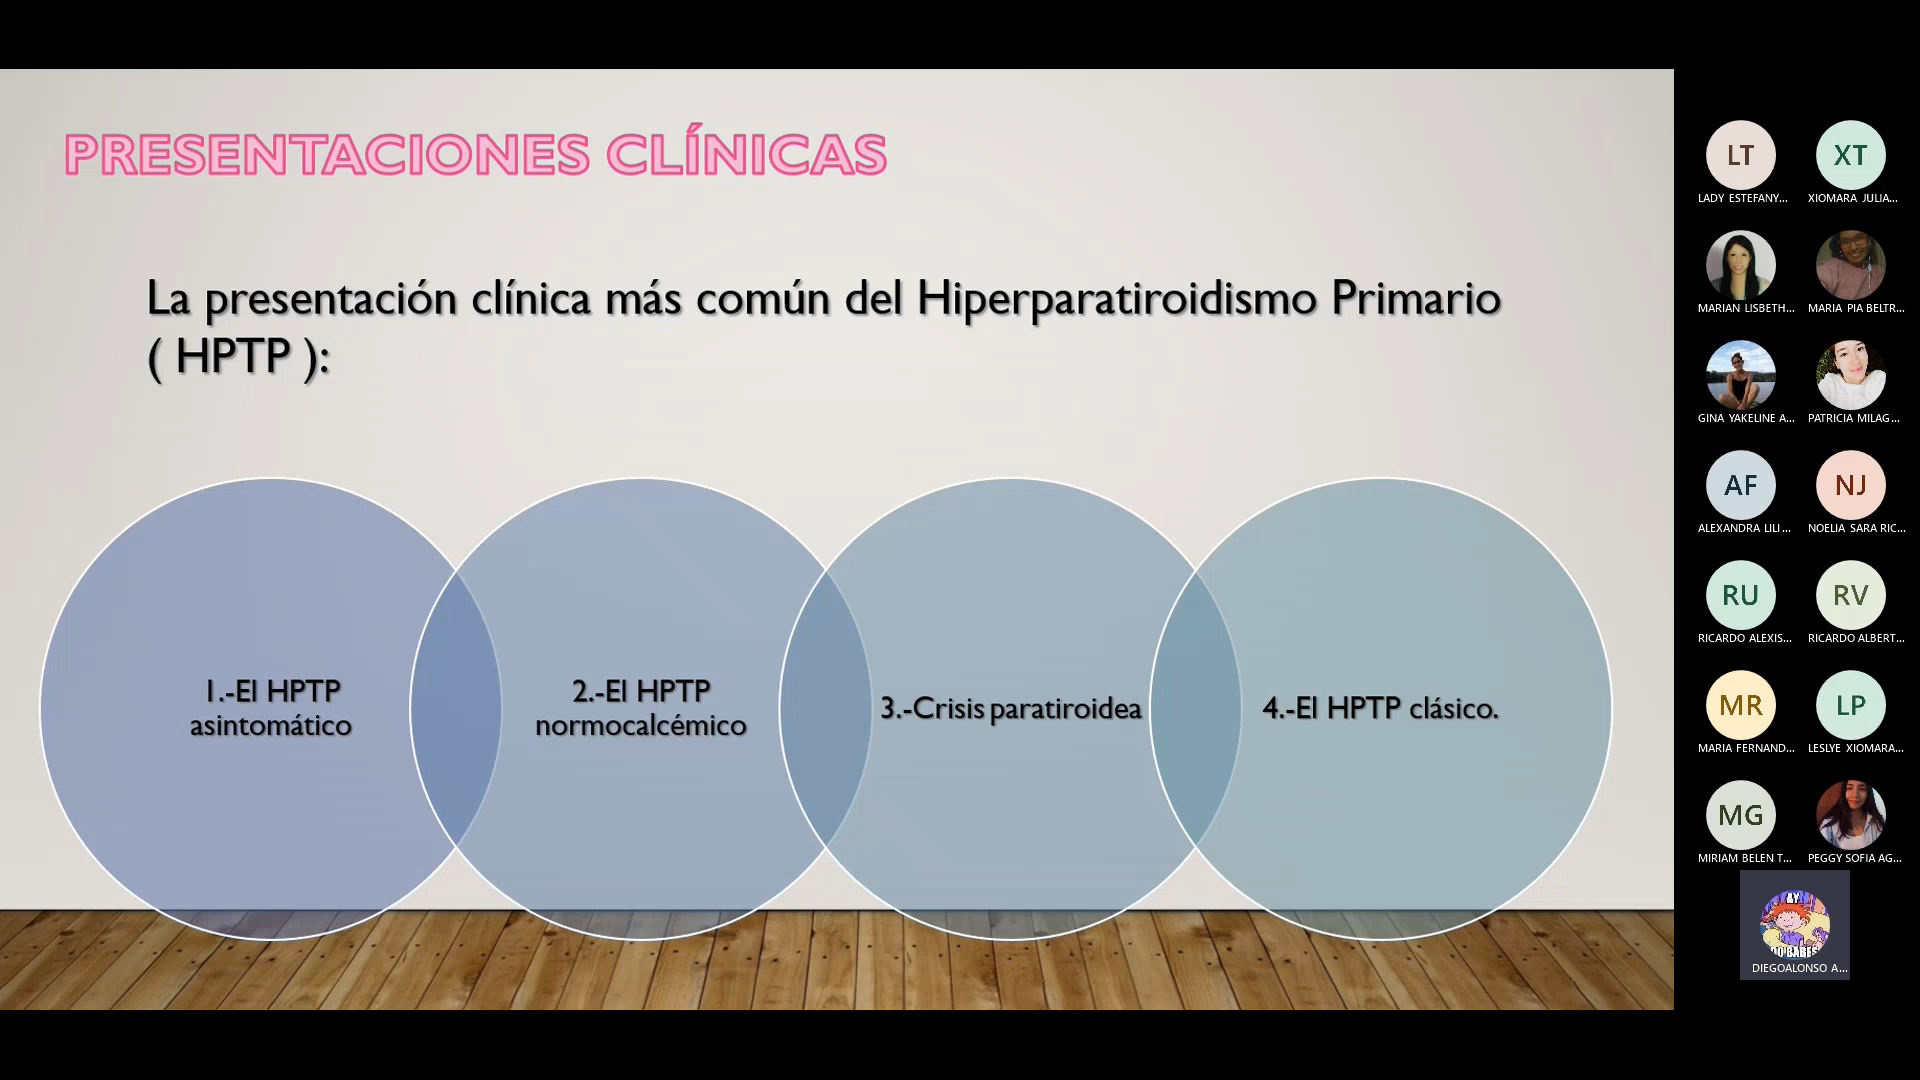 PRESENTACIONES CLÍNICAS
La presentación clínica más común del Hiperparatiroidismo Primario
( HPTP ):
1.-El HPTP
asintomático
2.-El HPTP
normocalcémico
3.-Crisis paratiroidea
4.-El HPTP clásico.
LT
LADY ESTEFANY...
XT
XIOMARA JULIA...
MARIAN LISBETH...
MARIA PIA BELTR...
GINA YAKELINE A...
PATRICIA MILAG...
AF
ALEXANDRA LILI...
NJ
NOELIA SARA RIC...
RU
RICARDO ALEXIS...
RV
RICARDO ALBERT...
MR
MARIA FERNAND...
LP
LESLYE XIOMARA...
MG
MIRIAM BELEN T...
PEGGY SOFIA AG...
AY
DIEGOALONSO A...